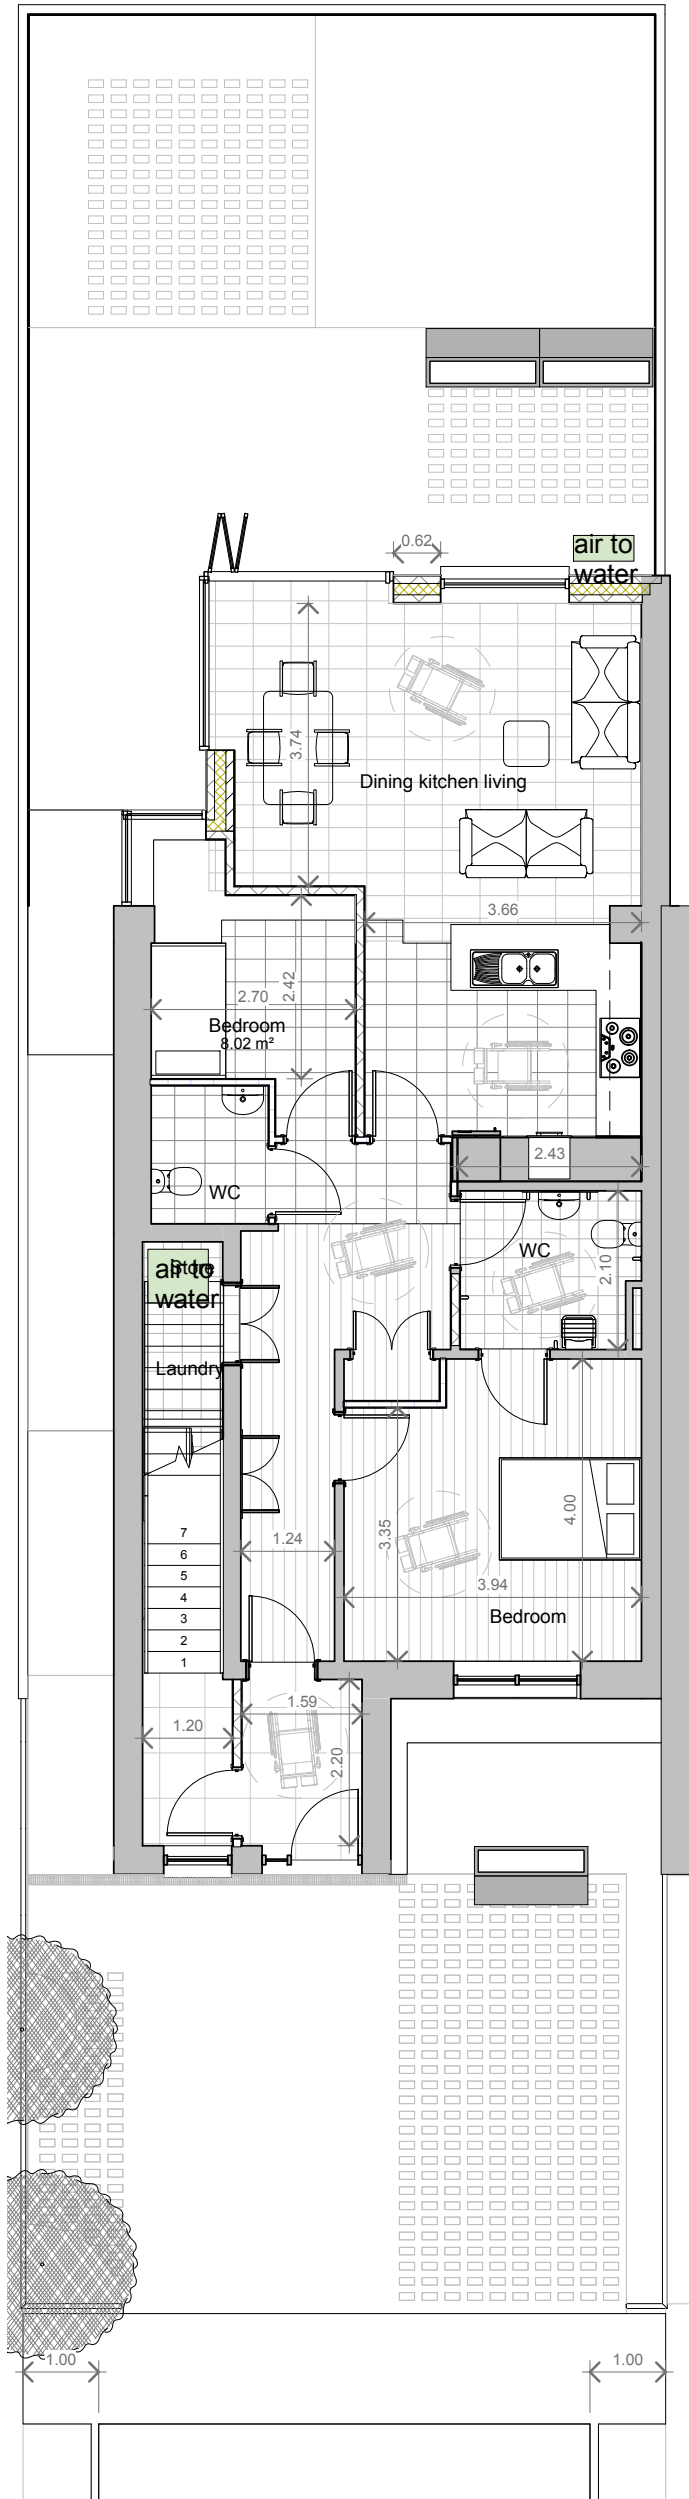 0.62
air to
water
3.74
Dining kitchen living
3.66
2.42
2.70
Bedroom
8.02 m²
2.43
WC
WC
2.10
Store
air to
water
Laundry
4.00
3.35
1.24
3.94
7
6
5
4
3
2
1
Bedroom
1.59
1.20
2.20
1.00
1.00